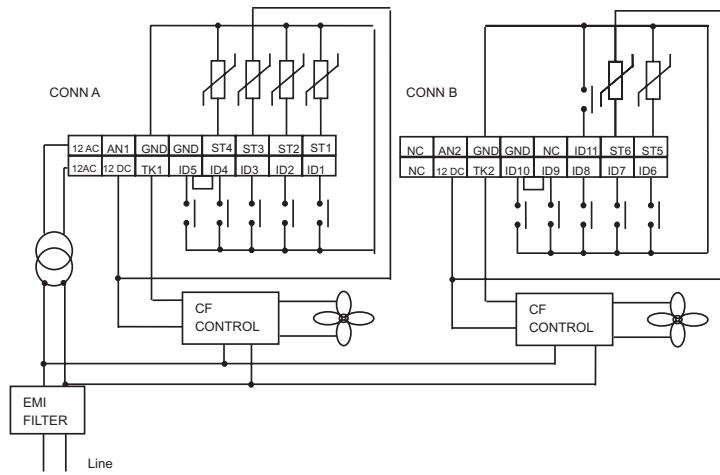 CONN A
CONN B
12 AC AN1 GND GND ST4 ST3 ST2 ST1
12AC 12 DC TK1 ID5 ID4 ID3 ID2 ID1
NC AN2 GND GND NC ID11 ST6 ST5
NC 12 DC TK2 ID10 ID9 ID8 ID7 ID6
CF
CONTROL
CF
CONTROL
EMI
FILTER
Line